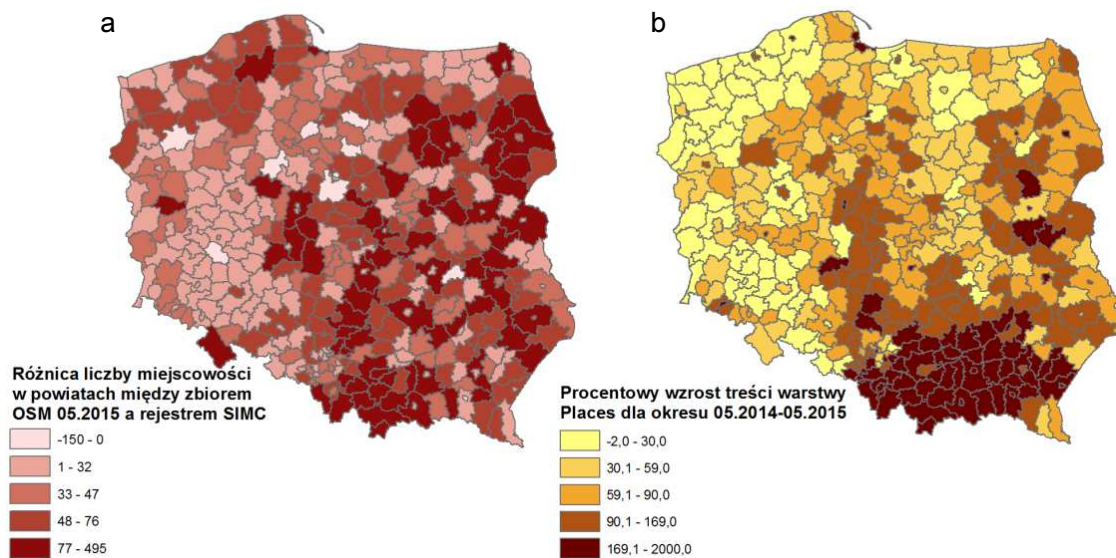 a
Różnica liczby miejscowości
w powiatach między zbiorem
OSM 05.2015 a rejestrem SIMC
-150 - 0
1 - 32
33 - 47
48 - 76
77 - 495
b
Procentowy wzrost treści warstwy
Places dla okresu 05.2014-05.2015
-2,0 - 30,0
30,1 - 59,0
59,1 - 90,0
90,1 - 169,0
169,1 - 2000,0